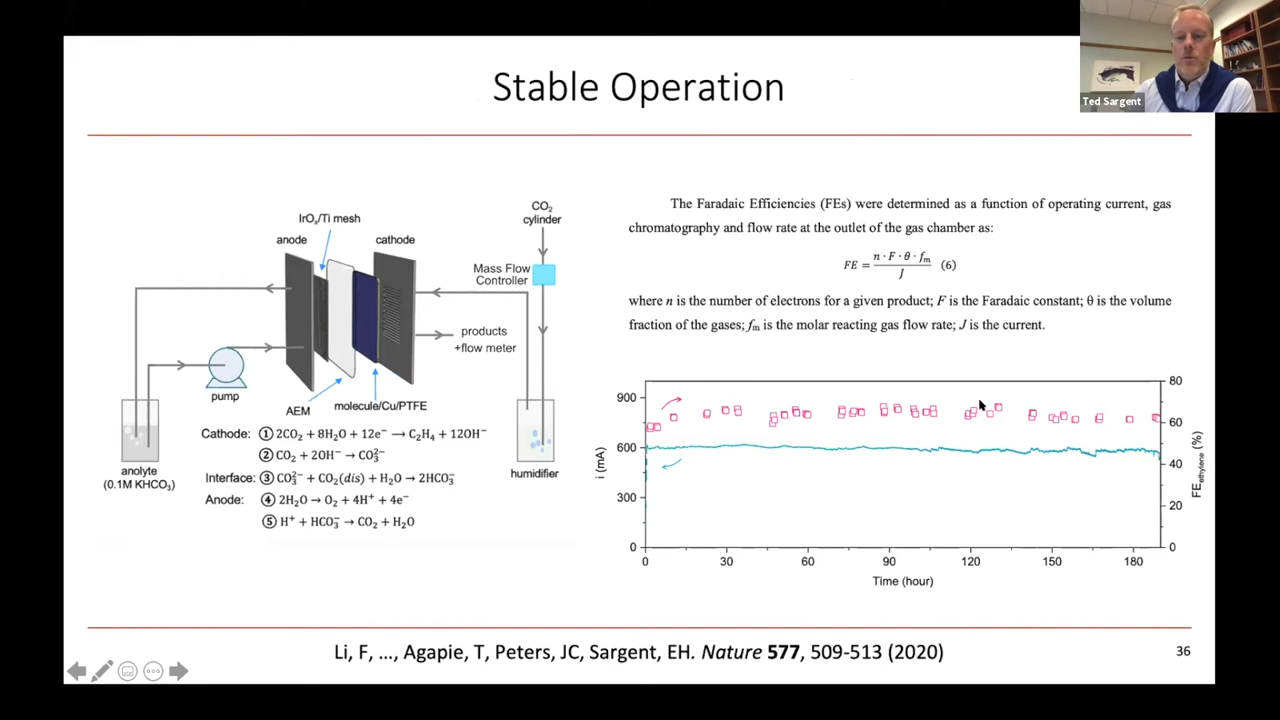 Stable Operation
Ted Sargent
IrOₓ/Ti mesh
anode
cathode
CO₂
cylinder
Mass Flow
Controller
products
+flow meter
pump
AEM
molecule/Cu/PTFE
anolyte
(0.1M KHCO₃)
humidifier
Cathode: ① 2CO₂ + 8H₂O + 12e⁻ → C₂H₄ + 12OH⁻
② CO₂ + 2OH⁻ → CO₃²⁻
Interface: ③ CO₃²⁻ + CO₂(dis) + H₂O → 2HCO₃⁻
Anode: ④ 2H₂O → O₂ + 4H⁺ + 4e⁻
⑤ H⁺ + HCO₃⁻ → CO₂ + H₂O
The Faradaic Efficiencies (FEs) were determined as a function of operating current, gas
chromatography and flow rate at the outlet of the gas chamber as:
FE = n · F · θ · fₘ / J (6)
where n is the number of electrons for a given product; F is the Faradaic constant; θ is the volume
fraction of the gases; fₘ is the molar reacting gas flow rate; J is the current.
i (mA)
900
600
300
0
80
60
40
20
0
FEethylene (%)
0 30 60 90 120 150 180
Time (hour)
Li, F, ..., Agapie, T, Peters, JC, Sargent, EH. Nature 577, 509-513 (2020)
36